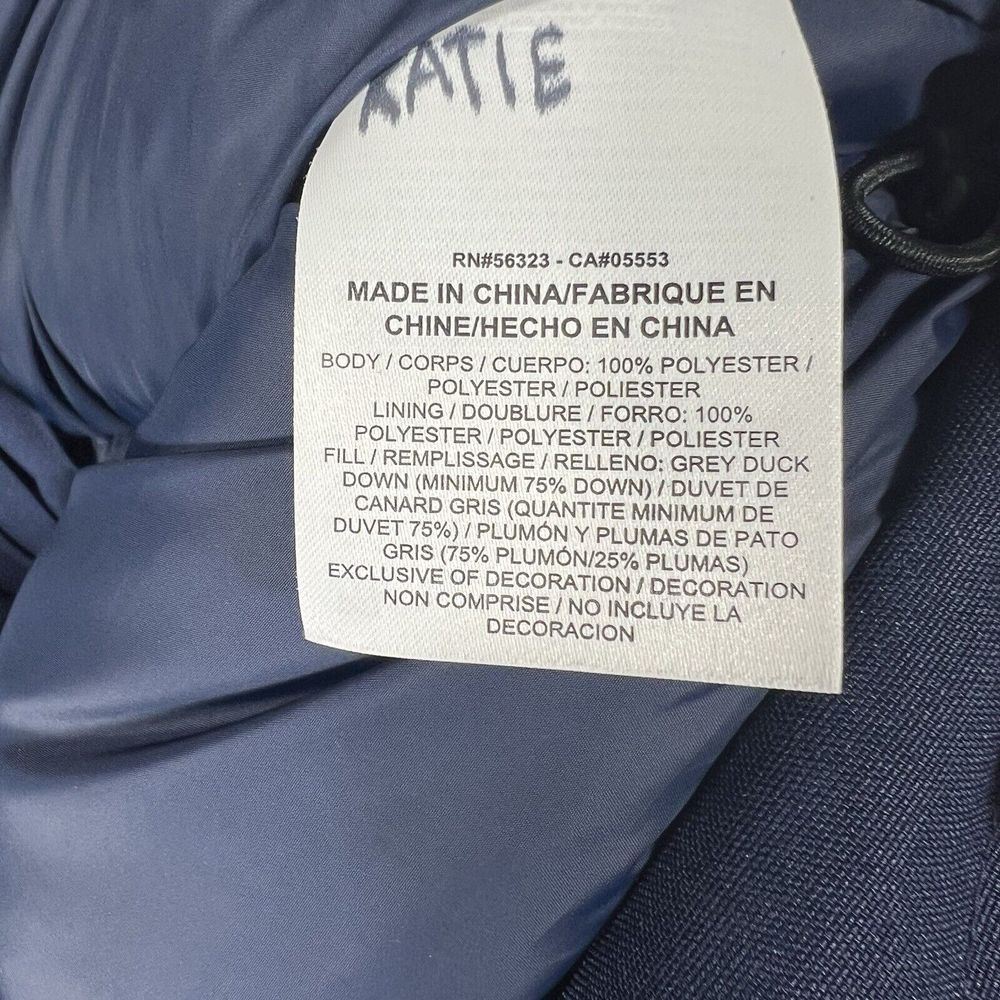 KATIE
RN#56323 - CA#05553
MADE IN CHINA/FABRIQUE EN
CHINE/HECHO EN CHINA
BODY / CORPS / CUERPO: 100% POLYESTER /
POLYESTER / POLIESTER
LINING / DOUBLURE / FORRO: 100%
POLYESTER / POLYESTER / POLIESTER
FILL / REMPLISSAGE / RELLENO: GREY DUCK
DOWN (MINIMUM 75% DOWN) / DUVET DE
CANARD GRIS (QUANTITE MINIMUM DE
DUVET 75%) / PLUMÓN Y PLUMAS DE PATO
GRIS (75% PLUMÓN/25% PLUMAS)
EXCLUSIVE OF DECORATION / DECORATION
NON COMPRISE / NO INCLUYE LA
DECORACION